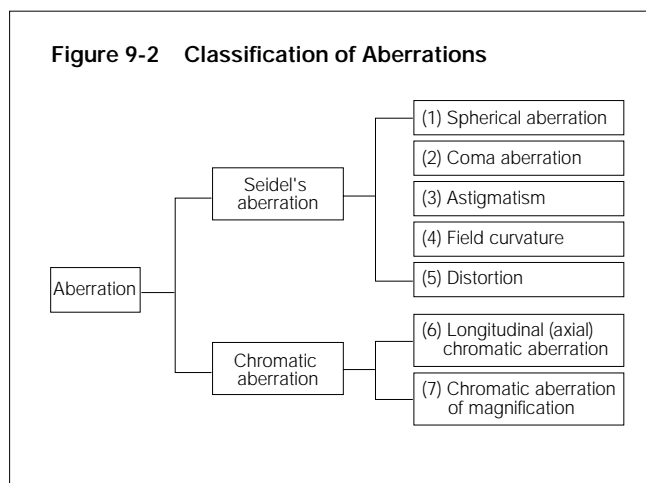 Figure 9-2 Classification of Aberrations
Aberration
Seidel's
aberration
(1) Spherical aberration
(2) Coma aberration
(3) Astigmatism
(4) Field curvature
(5) Distortion
Chromatic
aberration
(6) Longitudinal (axial)
chromatic aberration
(7) Chromatic aberration
of magnification